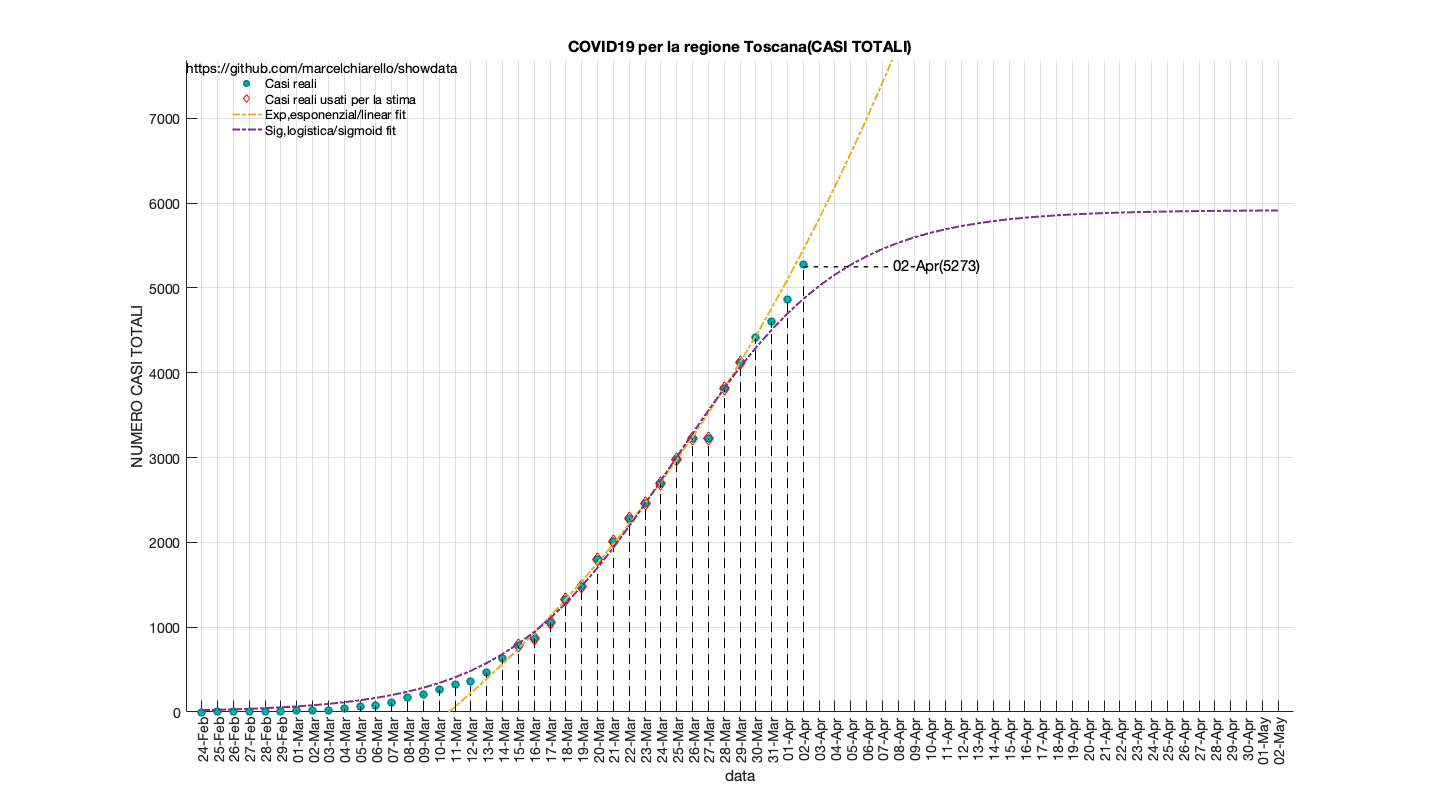 COVID19 per la regione Toscana(CASI TOTALI)
https://github.com/marcelchiarello/showdata
Casi reali
Casi reali usati per la stima
Exp,esponenzial/linear fit
Sig,logistica/sigmoid fit
7000
6000
5000
4000
3000
2000
1000
0
NUMERO CASI TOTALI
02-Apr(5273)
24-Feb
25-Feb
26-Feb
27-Feb
28-Feb
29-Feb
01-Mar
02-Mar
03-Mar
04-Mar
05-Mar
06-Mar
07-Mar
08-Mar
09-Mar
10-Mar
11-Mar
12-Mar
13-Mar
14-Mar
15-Mar
16-Mar
17-Mar
18-Mar
19-Mar
20-Mar
21-Mar
22-Mar
23-Mar
24-Mar
25-Mar
26-Mar
27-Mar
28-Mar
29-Mar
30-Mar
31-Mar
01-Apr
02-Apr
03-Apr
04-Apr
05-Apr
06-Apr
07-Apr
08-Apr
09-Apr
10-Apr
11-Apr
12-Apr
13-Apr
14-Apr
15-Apr
16-Apr
17-Apr
18-Apr
19-Apr
20-Apr
21-Apr
22-Apr
23-Apr
24-Apr
25-Apr
26-Apr
27-Apr
28-Apr
29-Apr
30-Apr
01-May
02-May
data